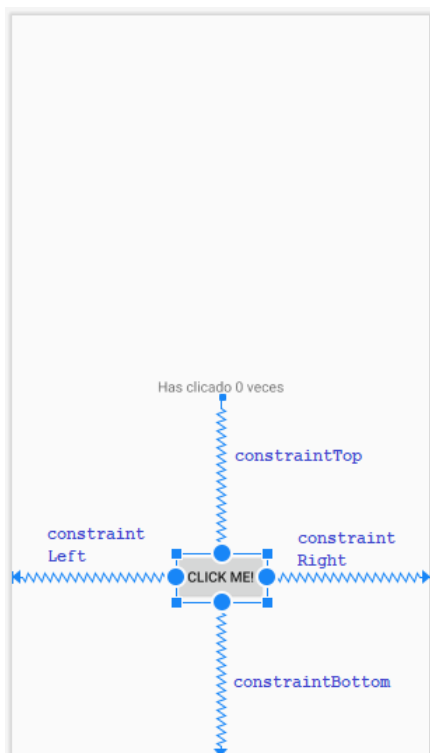 Has clicado 0 veces
constraintTop
constraint
Left
constraint
Right
CLICK ME!
constraintBottom